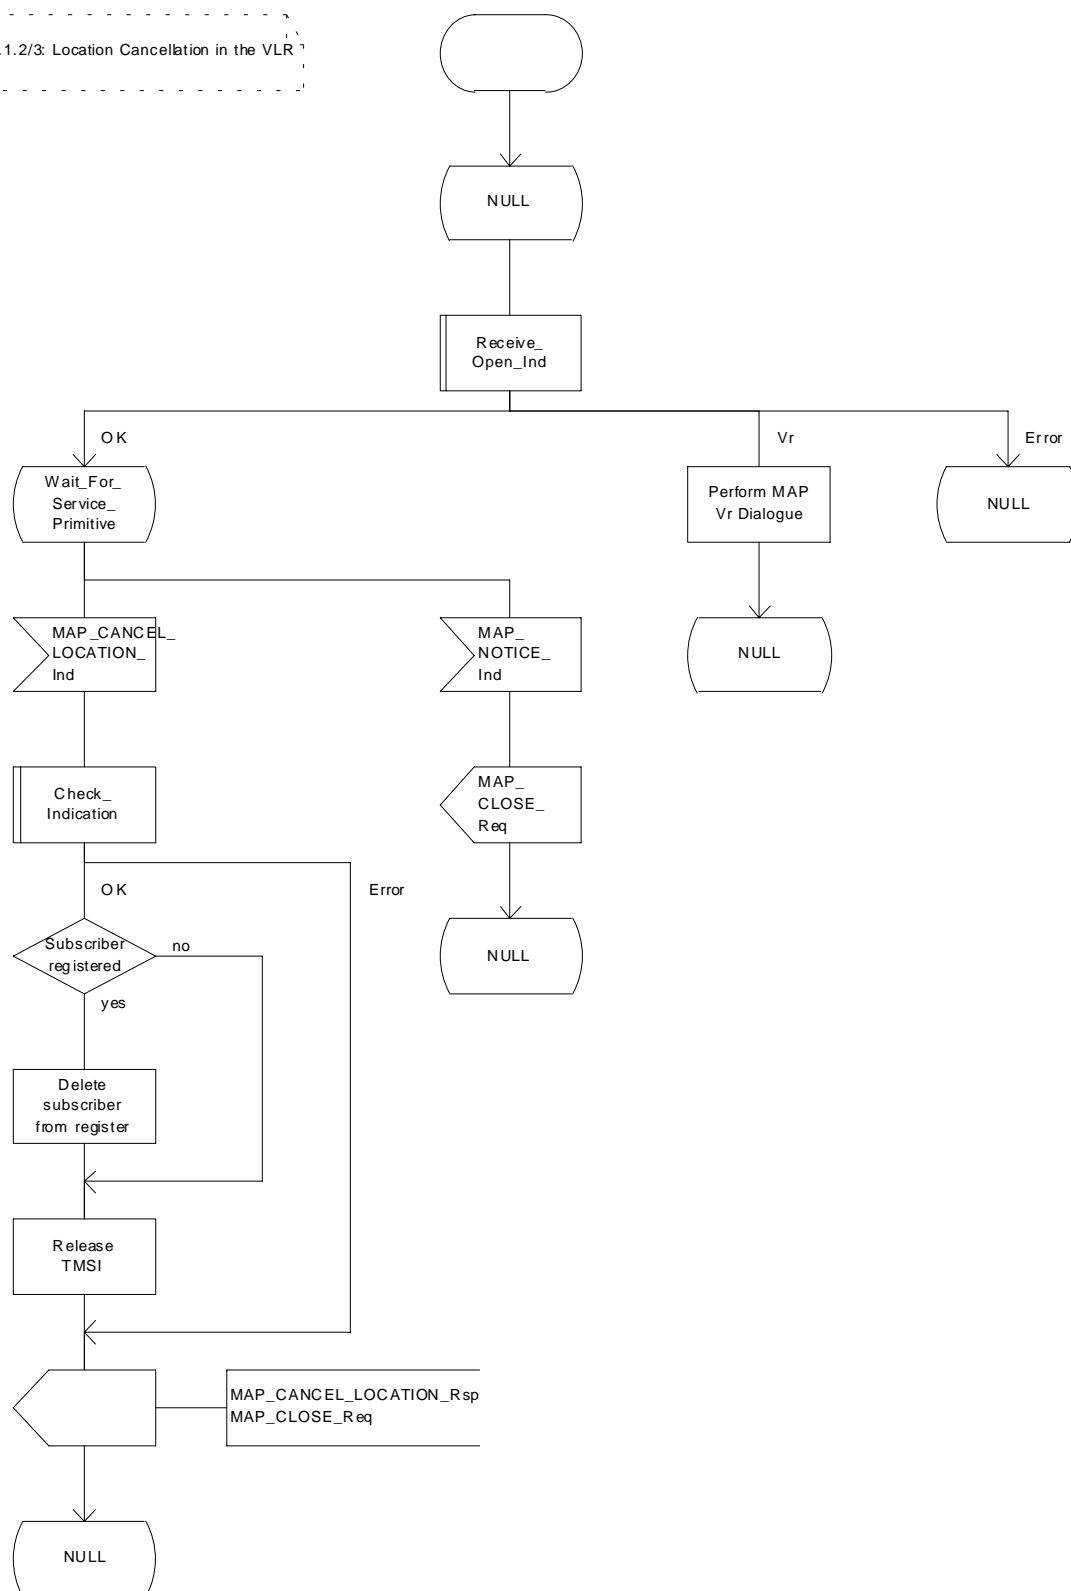 .1.2/3: Location Cancellation in the VLR
NULL
Receive_
Open_Ind
OK
Vr
Error
Wait_For_
Service_
Primitive
Perform MAP
Vr Dialogue
NULL
MAP_CANCEL_
LOCATION_
Ind
MAP_
NOTICE_
Ind
NULL
Check_
Indication
MAP_
CLOSE_
Req
OK
Error
Subscriber
registered
no
yes
NULL
Delete
subscriber
from register
Release
TMSI
MAP_CANCEL_LOCATION_Rsp
MAP_CLOSE_Req
NULL